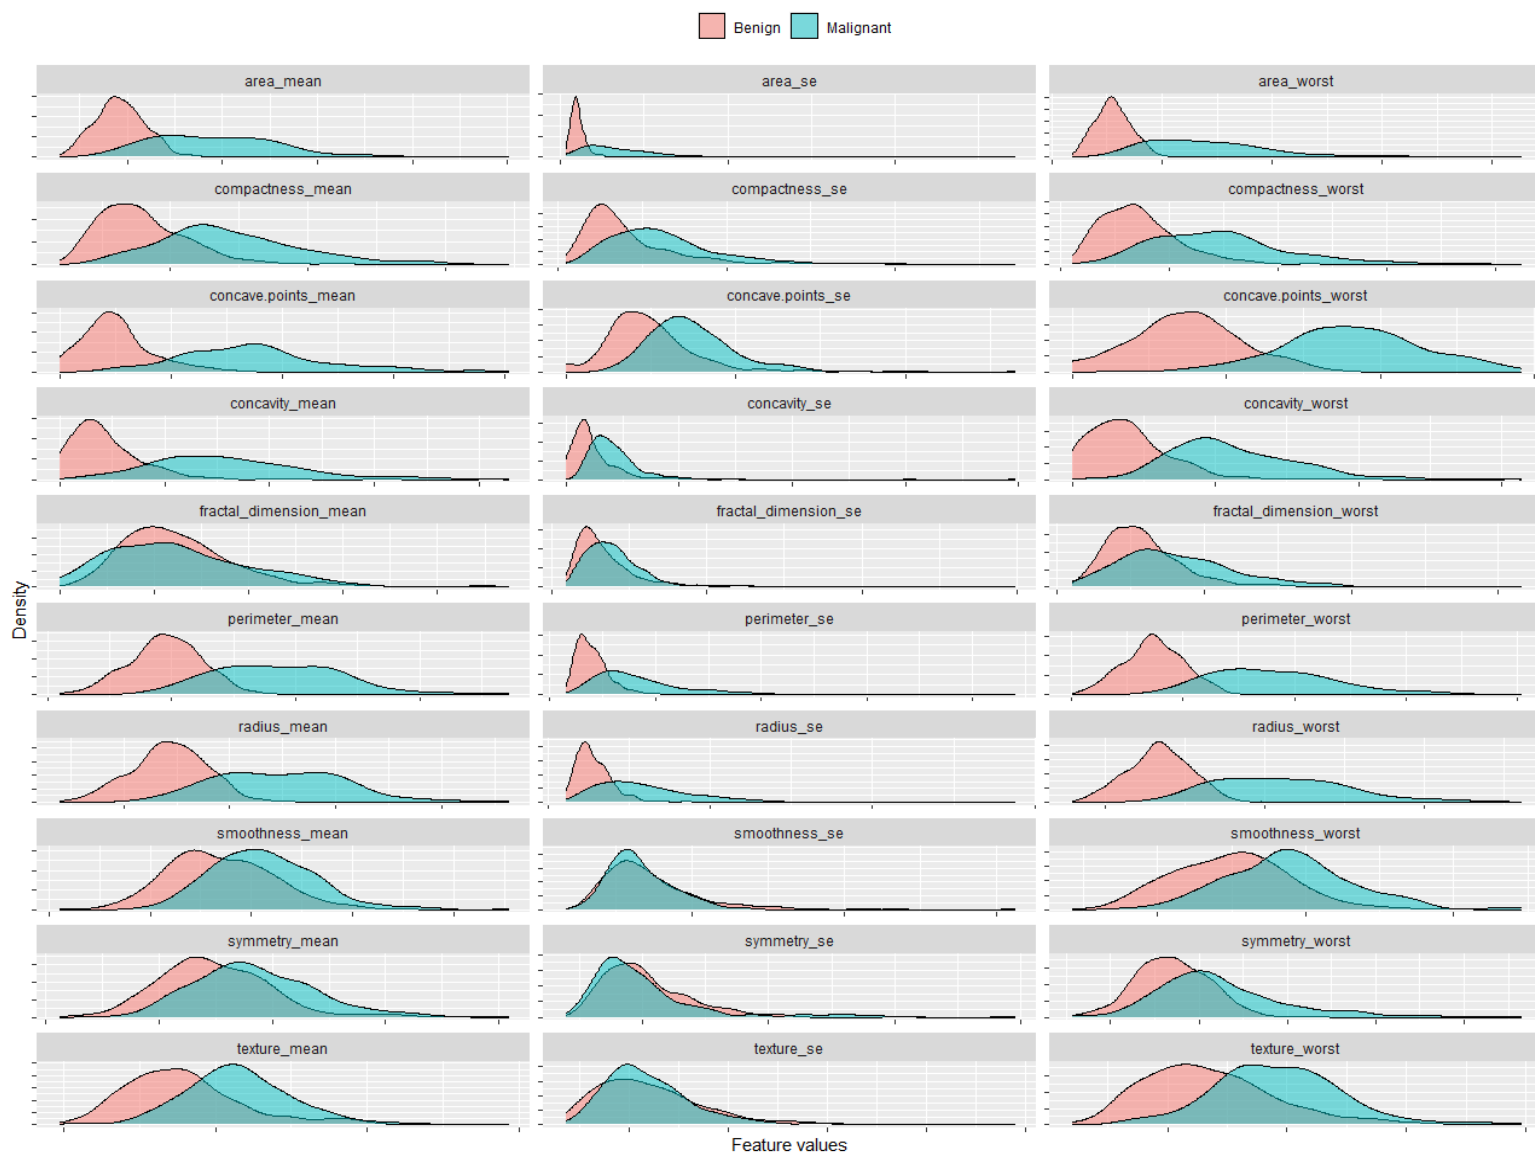 Benign Malignant
area_mean area_se area_worst
compactness_mean compactness_se compactness_worst
concave.points_mean concave.points_se concave.points_worst
concavity_mean concavity_se concavity_worst
fractal_dimension_mean fractal_dimension_se fractal_dimension_worst
Density
perimeter_mean perimeter_se perimeter_worst
radius_mean radius_se radius_worst
smoothness_mean smoothness_se smoothness_worst
symmetry_mean symmetry_se symmetry_worst
texture_mean texture_se texture_worst
Feature values